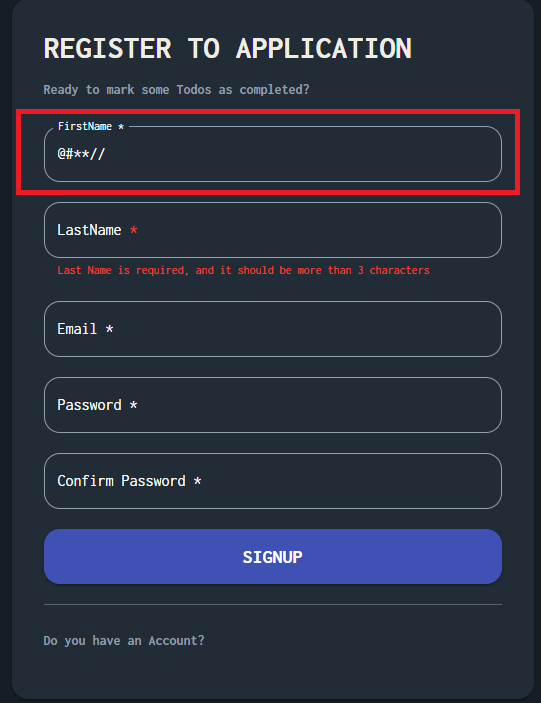 REGISTER TO APPLICATION
Ready to mark some Todos as completed?
FirstName *
@#**//
LastName *
Last Name is required, and it should be more than 3 characters
Email *
Password *
Confirm Password *
SIGNUP
Do you have an Account?